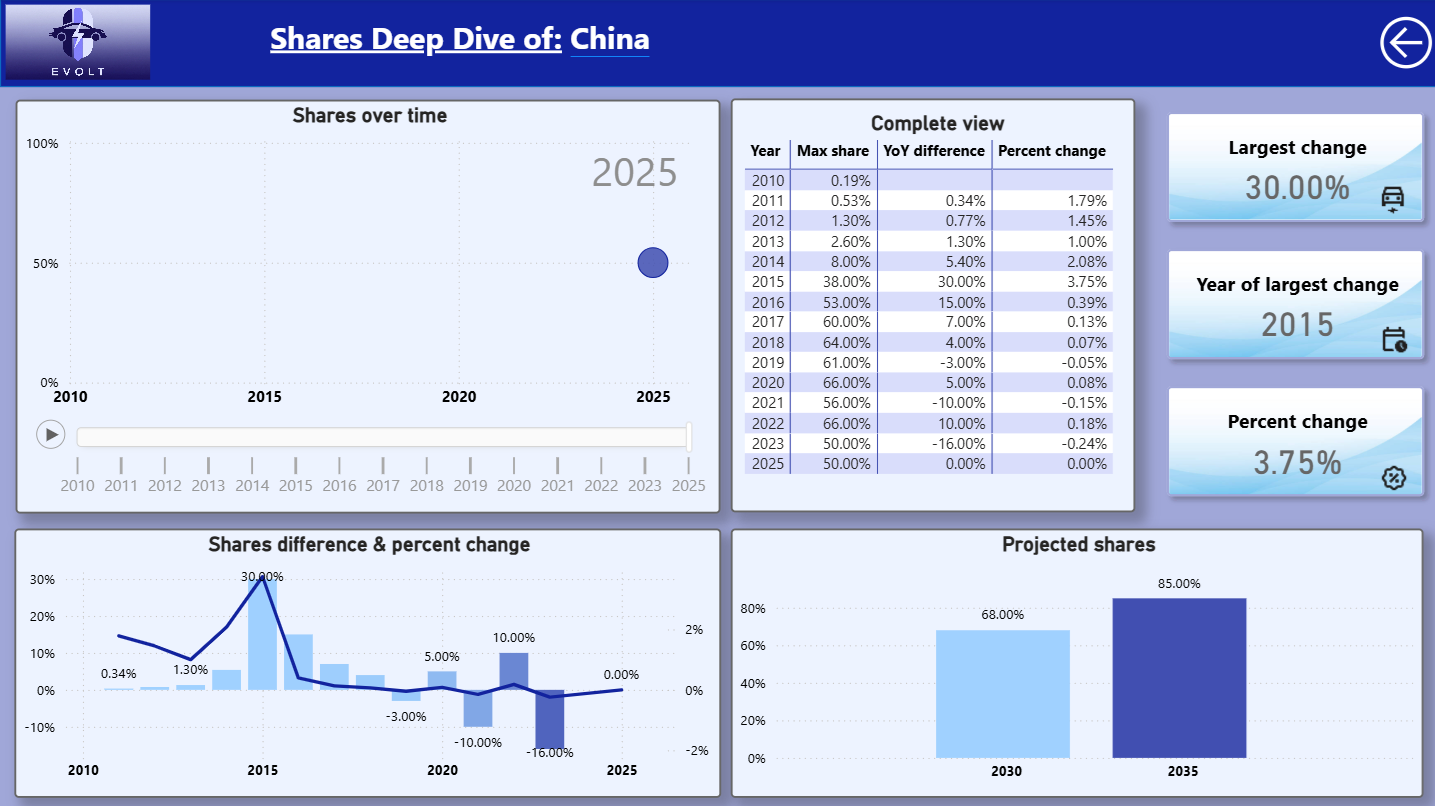 EVOLT
Shares Deep Dive of: China
Shares over time
100%
2025
50%
0%
2010 2015 2020 2025
2010 2011 2012 2013 2014 2015 2016 2017 2018 2019 2020 2021 2022 2023 2025
Complete view
Year Max share YoY difference Percent change
2010 0.19%
2011 0.53% 0.34% 1.79%
2012 1.30% 0.77% 1.45%
2013 2.60% 1.30% 1.00%
2014 8.00% 5.40% 2.08%
2015 38.00% 30.00% 3.75%
2016 53.00% 15.00% 0.39%
2017 60.00% 7.00% 0.13%
2018 64.00% 4.00% 0.07%
2019 61.00% -3.00% -0.05%
2020 66.00% 5.00% 0.08%
2021 56.00% -10.00% -0.15%
2022 66.00% 10.00% 0.18%
2023 50.00% -16.00% -0.24%
2025 50.00% 0.00% 0.00%
Largest change
30.00%
Year of largest change
2015
Percent change
3.75%
Shares difference & percent change
30%
20%
10%
0%
-10%
0.34%
1.30%
30.00%
-3.00%
5.00%
-10.00%
10.00%
-16.00%
0.00%
2%
0%
-2%
2010 2015 2020 2025
Projected shares
80%
60%
40%
20%
0%
68.00%
85.00%
2030 2035